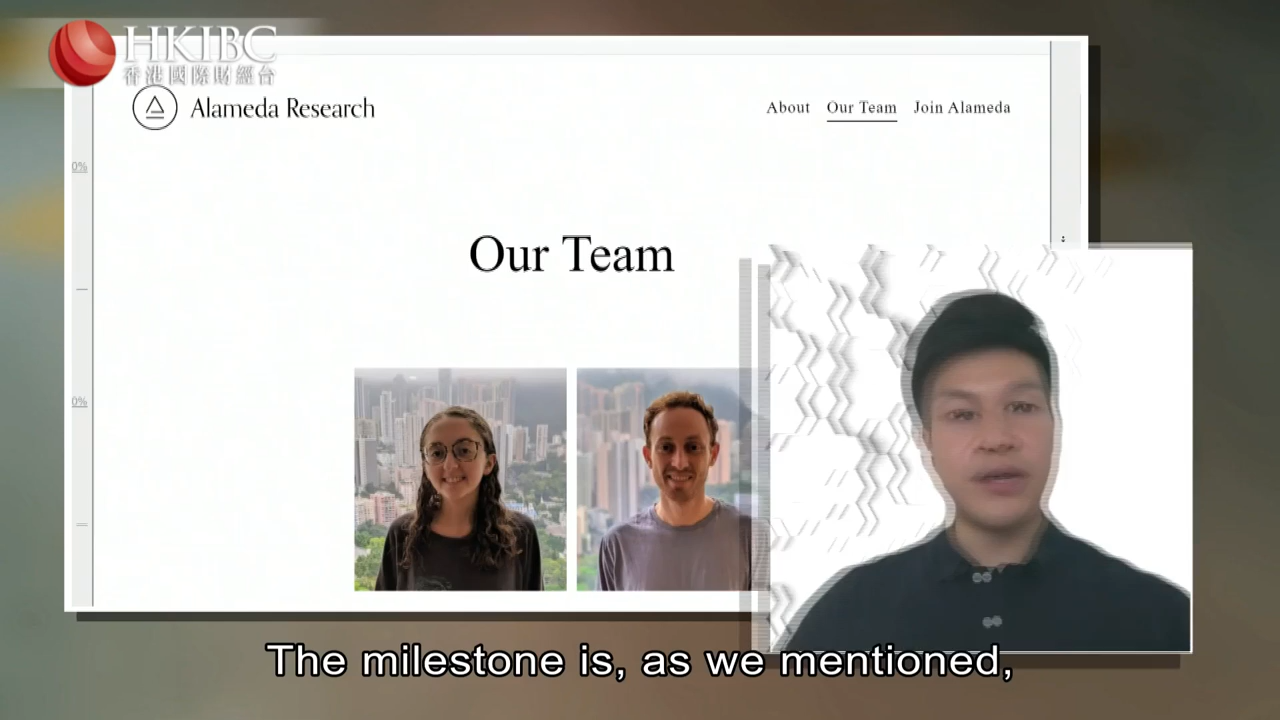 HKIBC
香港國際財經台
Alameda Research
About Our Team Join Alameda
0%
Our Team
0%
The milestone is, as we mentioned,